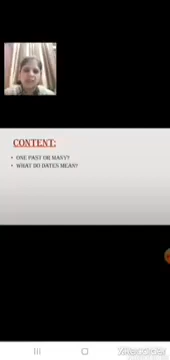 CONTENT:
• ONE PAST OR MANY?
• WHAT DO DATES MEAN?